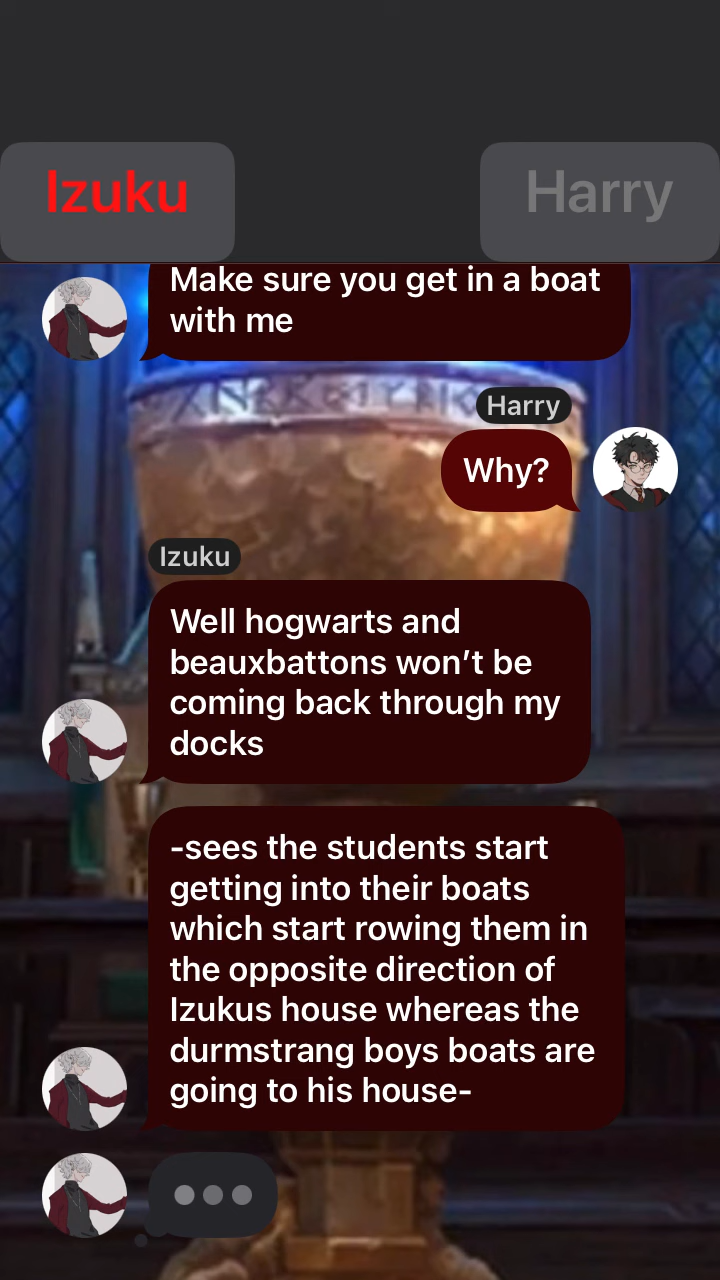 Izuku
Harry
Make sure you get in a boat
with me
Harry
Why?
Izuku
Well hogwarts and
beauxbattons won’t be
coming back through my
docks
-sees the students start
getting into their boats
which start rowing them in
the opposite direction of
Izukus house whereas the
durmstrang boys boats are
going to his house-